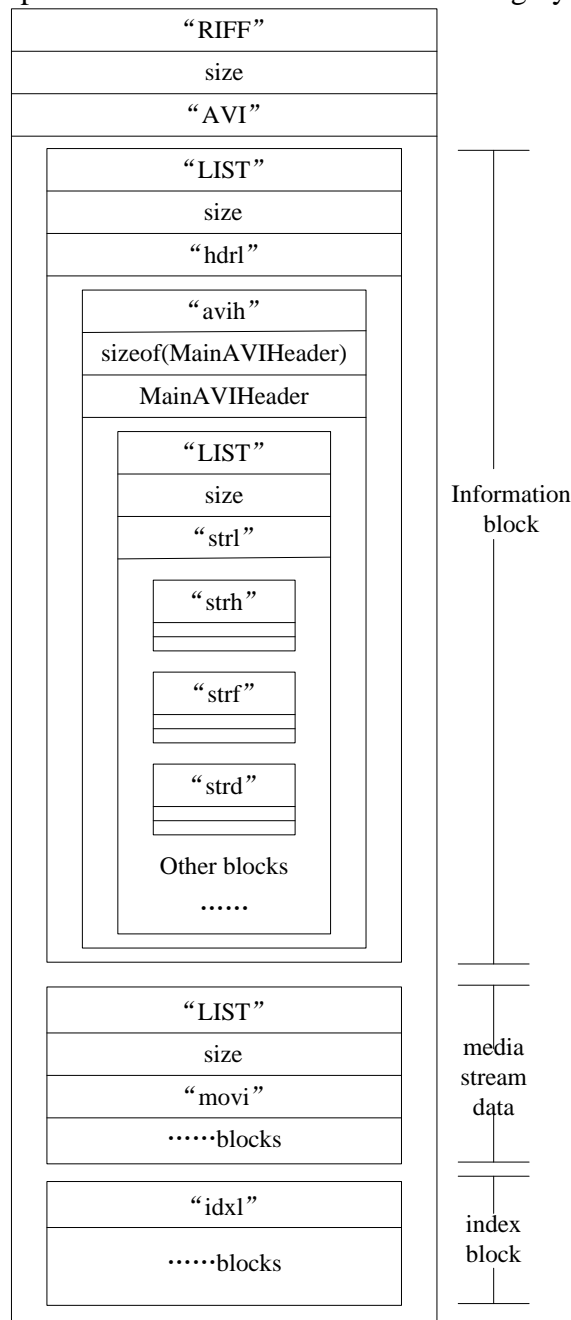 “RIFF”
size
“AVI”
“LIST”
size
“hdrl”
“avih”
sizeof(MainAVIHeader)
MainAVIHeader
“LIST”
size
“strl”
“strh”
“strf”
“strd”
Other blocks
……
Information
block
“LIST”
size
“movi”
……blocks
media
stream
data
“idxl”
……blocks
index
block